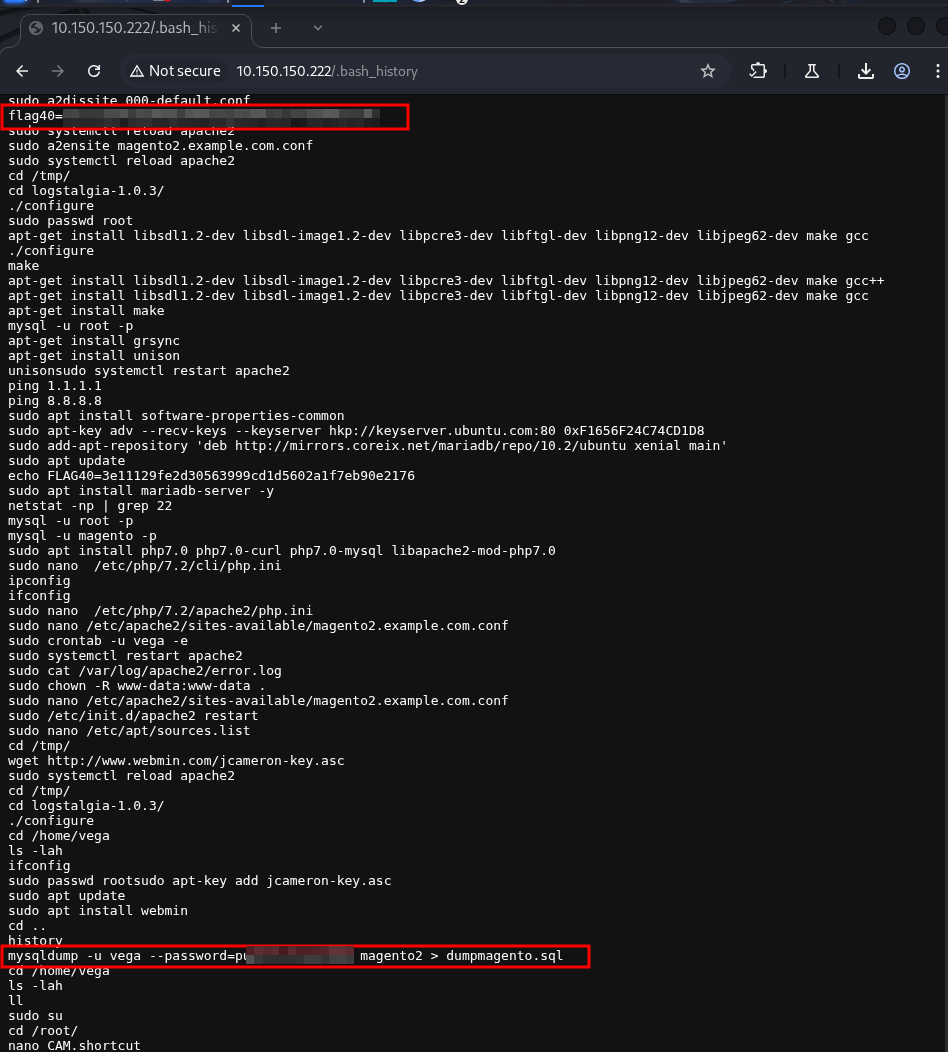 10.150.150.222/.bash_his
Not secure 10.150.150.222/.bash_history
sudo a2dissite 000-default.conf
flag40=
sudo systemctl reload apache2
sudo a2ensite magento2.example.com.conf
sudo systemctl reload apache2
cd /tmp/
cd logstalgia-1.0.3/
./configure
sudo passwd root
apt-get install libsdl1.2-dev libsdl-image1.2-dev libpcre3-dev libftgl-dev libpng12-dev libjpeg62-dev make gcc
./configure
make
apt-get install libsdl1.2-dev libsdl-image1.2-dev libpcre3-dev libftgl-dev libpng12-dev libjpeg62-dev make gcc++
apt-get install libsdl1.2-dev libsdl-image1.2-dev libpcre3-dev libftgl-dev libpng12-dev libjpeg62-dev make gcc
apt-get install make
mysql -u root -p
apt-get install grsync
apt-get install unison
unisonsudo systemctl restart apache2
ping 1.1.1.1
ping 8.8.8.8
sudo apt install software-properties-common
sudo apt-key adv --recv-keys --keyserver hkp://keyserver.ubuntu.com:80 0xF1656F24C74CD1D8
sudo add-apt-repository 'deb http://mirrors.coreix.net/mariadb/repo/10.2/ubuntu xenial main'
sudo apt update
echo FLAG40=3e11129fe2d30563999cd1d5602a1f7eb90e2176
sudo apt install mariadb-server -y
netstat -np | grep 22
mysql -u root -p
mysql -u magento -p
sudo apt install php7.0 php7.0-curl php7.0-mysql libapache2-mod-php7.0
sudo nano  /etc/php/7.2/cli/php.ini
ipconfig
ifconfig
sudo nano  /etc/php/7.2/apache2/php.ini
sudo nano /etc/apache2/sites-available/magento2.example.com.conf
sudo crontab -u vega -e
sudo systemctl restart apache2
sudo cat /var/log/apache2/error.log
sudo chown -R www-data:www-data .
sudo nano /etc/apache2/sites-available/magento2.example.com.conf
sudo /etc/init.d/apache2 restart
sudo nano /etc/apt/sources.list
cd /tmp/
wget http://www.webmin.com/jcameron-key.asc
sudo systemctl reload apache2
cd /tmp/
cd logstalgia-1.0.3/
./configure
cd /home/vega
ls -lah
ifconfig
sudo passwd rootsudo apt-key add jcameron-key.asc
sudo apt update
sudo apt install webmin
cd ..
history
mysqldump -u vega --password=pu magento2 > dumpmagento.sql
cd /home/vega
ls -lah
ll
sudo su
cd /root/
nano CAM.shortcut